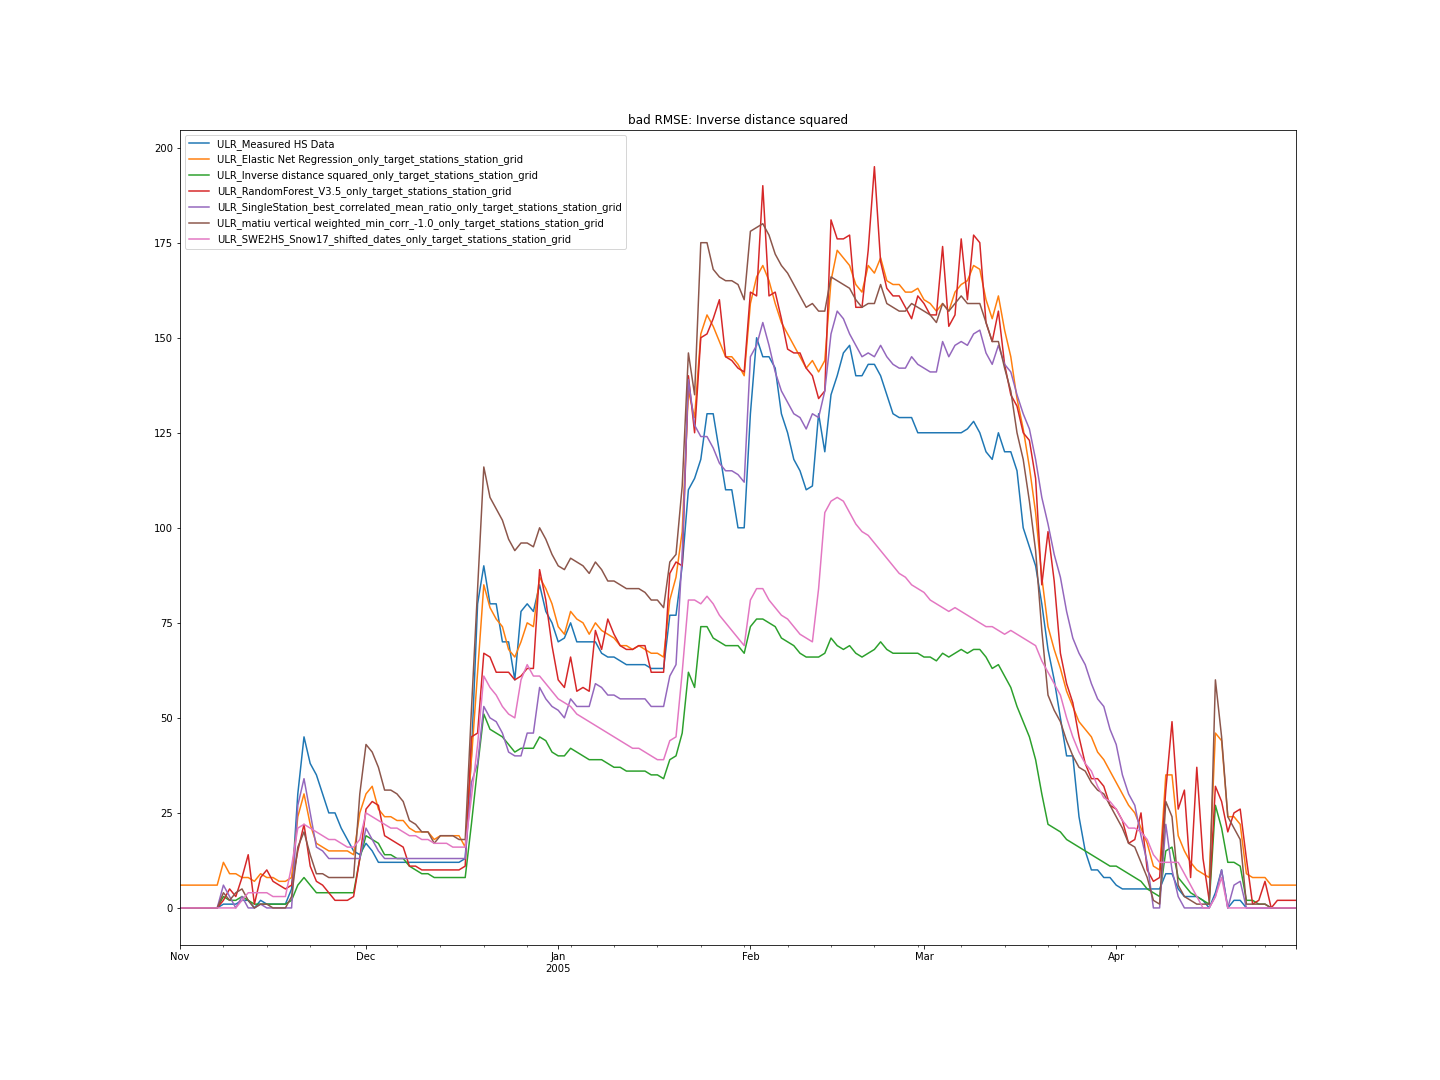 bad RMSE: Inverse distance squared
200
175
150
125
100
75
50
25
0
ULR_Measured HS Data
ULR_Elastic Net Regression_only_target_stations_station_grid
ULR_Inverse distance squared_only_target_stations_station_grid
ULR_RandomForest_V3.5_only_target_stations_station_grid
ULR_SingleStation_best_correlated_mean_ratio_only_target_stations_station_grid
ULR_matiu vertical weighted_min_corr_-1.0_only_target_stations_station_grid
ULR_SWE2HS_Snow17_shifted_dates_only_target_stations_station_grid
Nov Dec Jan Feb Mar Apr
2005